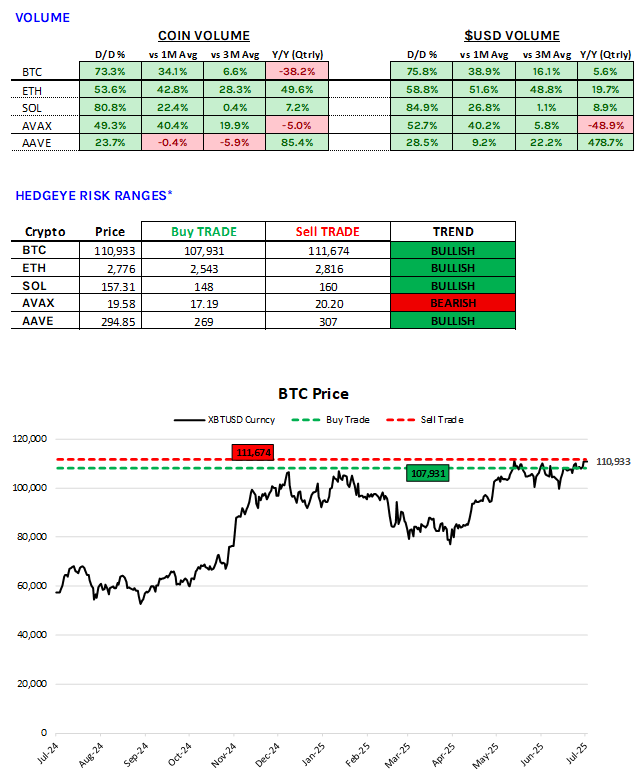 VOLUME
COIN VOLUME $USD VOLUME
D/D % vs 1M Avg vs 3M Avg Y/Y (Qtrly) D/D % vs 1M Avg vs 3M Avg Y/Y (Qtrly)
BTC 73.3% 34.1% 6.6% -38.2% 75.8% 38.9% 16.1% 5.6%
ETH 53.6% 42.8% 28.3% 49.6% 58.8% 51.6% 48.8% 19.7%
SOL 80.8% 22.4% 0.4% 7.2% 84.9% 26.8% 1.1% 8.9%
AVAX 49.3% 40.4% 19.9% -5.0% 52.7% 40.2% 5.8% -48.9%
AAVE 23.7% -0.4% -5.9% 85.4% 28.5% 9.2% 22.2% 478.7%
HEDGEYE RISK RANGES*
Crypto Price Buy TRADE Sell TRADE TREND
BTC 110,933 107,931 111,674 BULLISH
ETH 2,776 2,543 2,816 BULLISH
SOL 157.31 148 160 BULLISH
AVAX 19.58 17.19 20.20 BEARISH
AAVE 294.85 269 307 BULLISH
BTC Price
XBTUSD Curncy Buy Trade Sell Trade
120,000
111,674
110,933
107,931
100,000
80,000
60,000
40,000
20,000
0
Jul-24 Aug-24 Sep-24 Oct-24 Nov-24 Dec-24 Jan-25 Feb-25 Mar-25 Apr-25 May-25 Jun-25 Jul-25